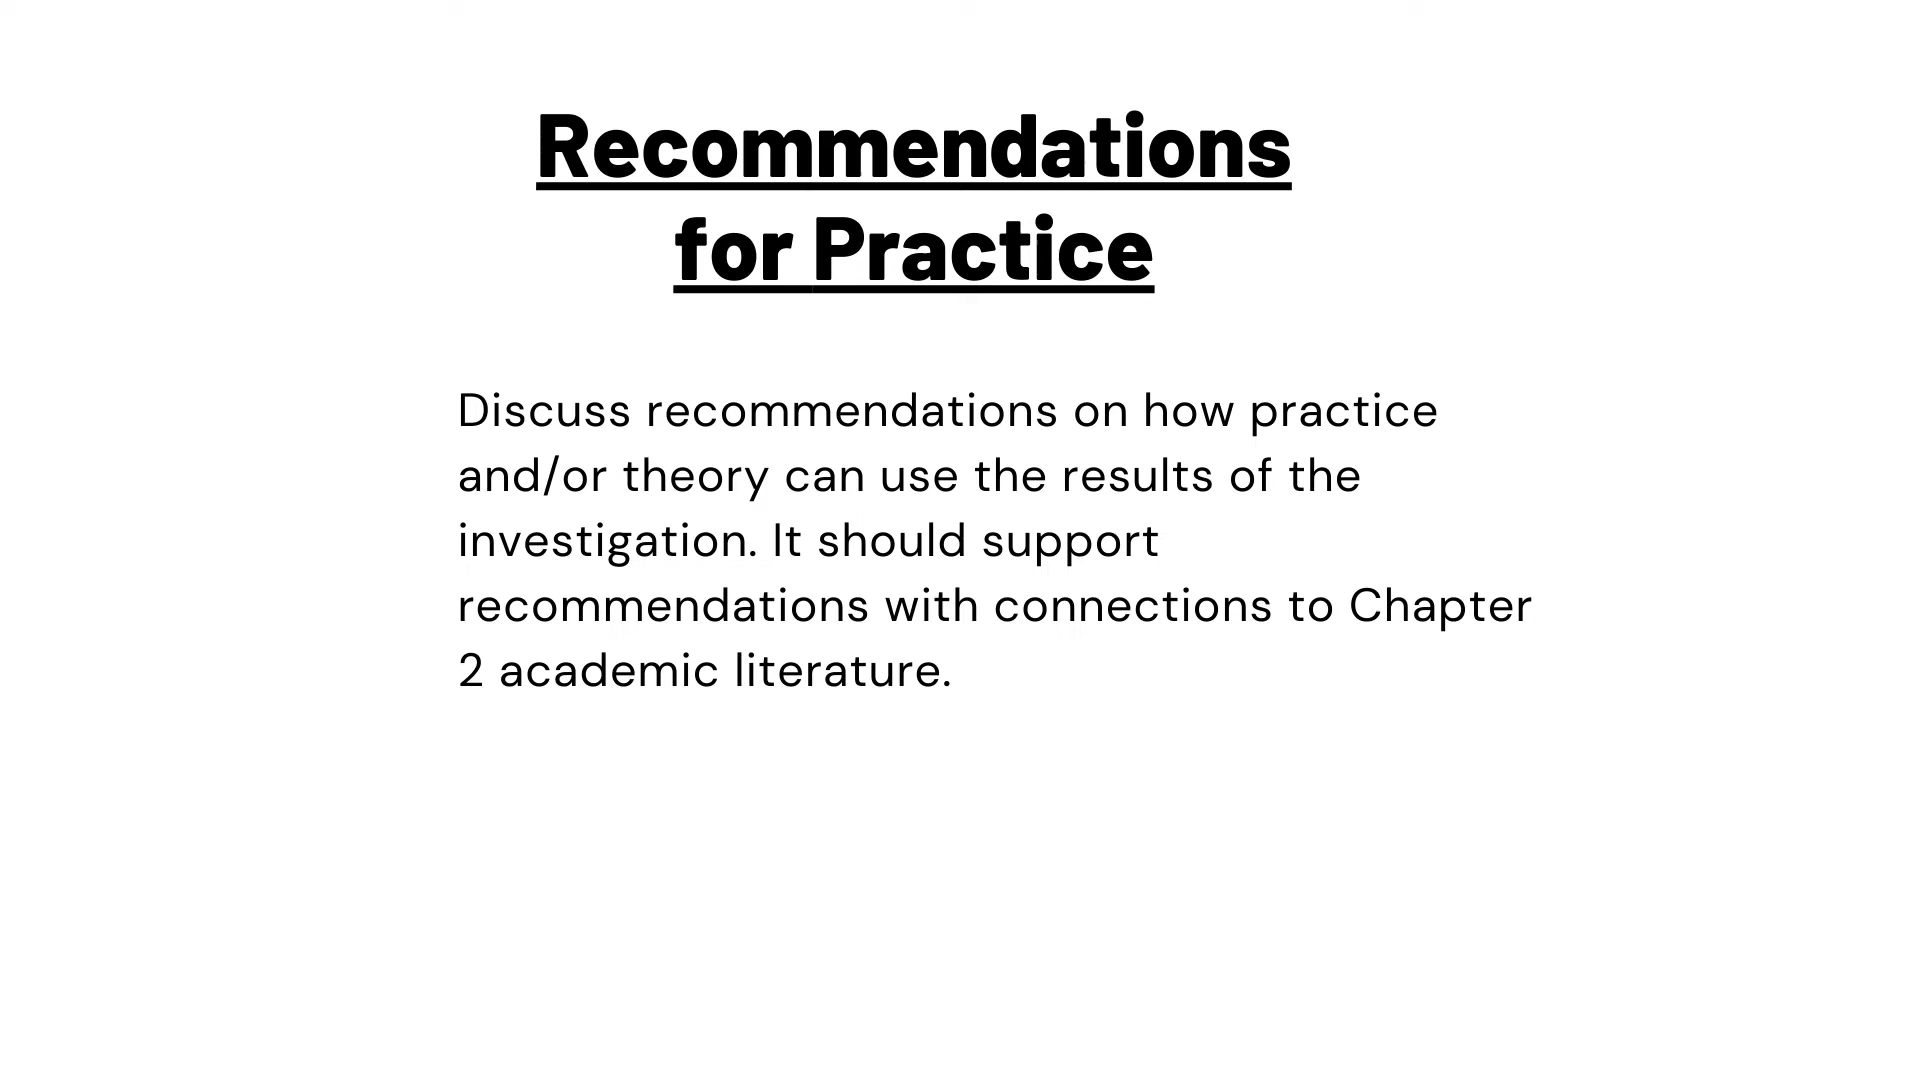 Recommendations
for Practice
Discuss recommendations on how practice
and/or theory can use the results of the
investigation. It should support
recommendations with connections to Chapter
2 academic literature.